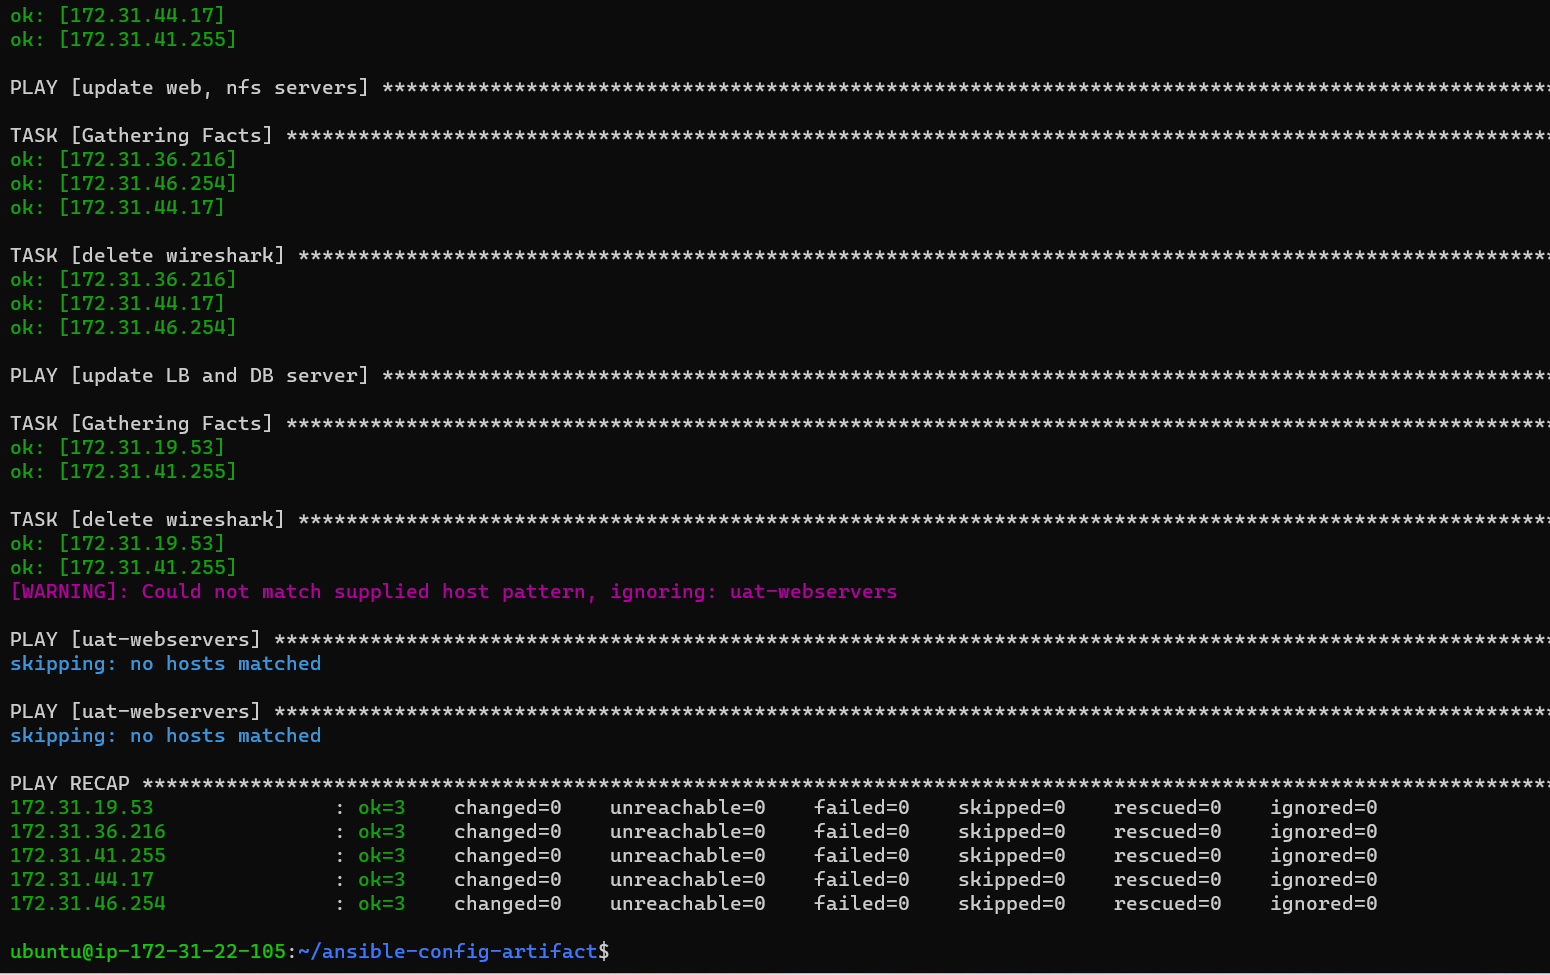 ok: [172.31.44.17]
ok: [172.31.41.255]
PLAY [update web, nfs servers] *************************************************************************************************
TASK [Gathering Facts] *********************************************************************************************************
ok: [172.31.36.216]
ok: [172.31.46.254]
ok: [172.31.44.17]
TASK [delete wireshark] ********************************************************************************************************
ok: [172.31.36.216]
ok: [172.31.44.17]
ok: [172.31.46.254]
PLAY [update LB and DB server] *************************************************************************************************
TASK [Gathering Facts] *********************************************************************************************************
ok: [172.31.19.53]
ok: [172.31.41.255]
TASK [delete wireshark] ********************************************************************************************************
ok: [172.31.19.53]
ok: [172.31.41.255]
[WARNING]: Could not match supplied host pattern, ignoring: uat-webservers
PLAY [uat-webservers] **********************************************************************************************************
skipping: no hosts matched
PLAY [uat-webservers] **********************************************************************************************************
skipping: no hosts matched
PLAY RECAP *********************************************************************************************************************
172.31.19.53               : ok=3    changed=0    unreachable=0    failed=0    skipped=0    rescued=0    ignored=0
172.31.36.216              : ok=3    changed=0    unreachable=0    failed=0    skipped=0    rescued=0    ignored=0
172.31.41.255              : ok=3    changed=0    unreachable=0    failed=0    skipped=0    rescued=0    ignored=0
172.31.44.17               : ok=3    changed=0    unreachable=0    failed=0    skipped=0    rescued=0    ignored=0
172.31.46.254              : ok=3    changed=0    unreachable=0    failed=0    skipped=0    rescued=0    ignored=0
ubuntu@ip-172-31-22-105:~/ansible-config-artifact$